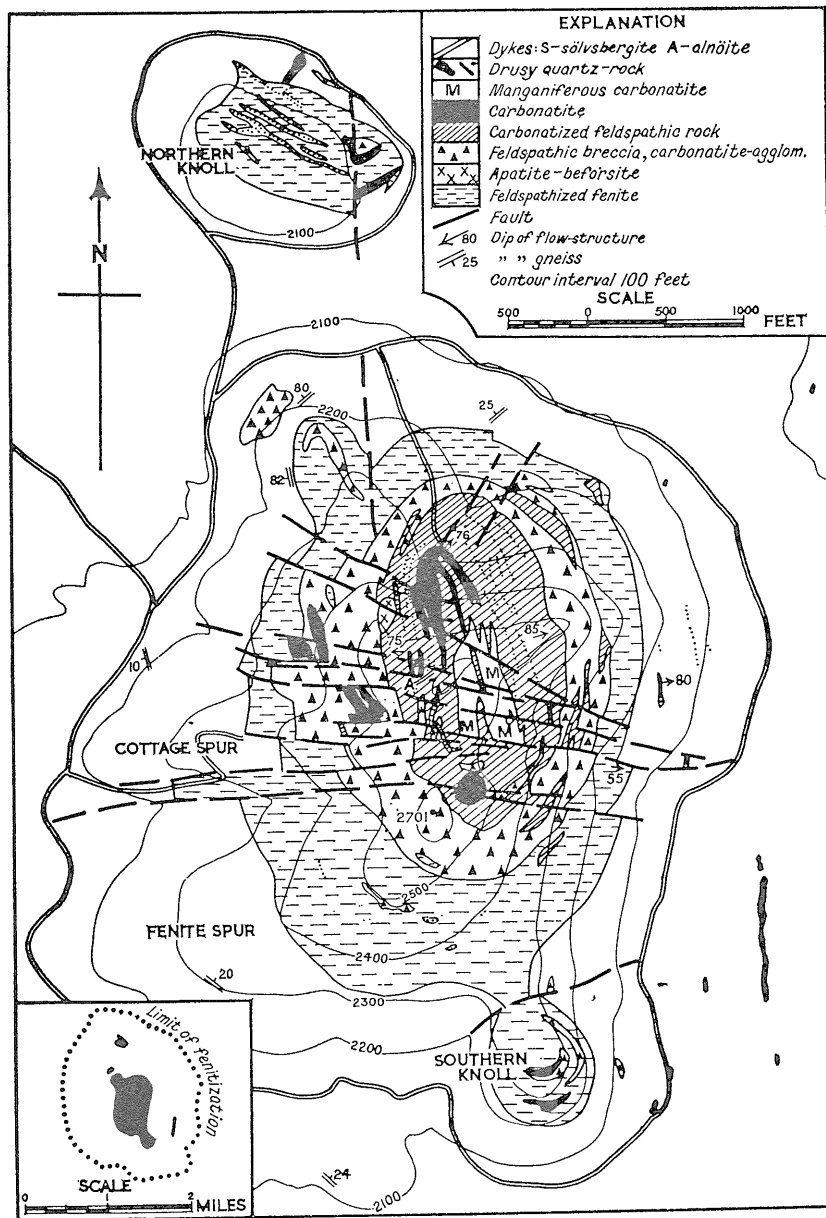 EXPLANATION
Dykes: S-sölvsbergite A-alnöite
Drusy quartz-rock
M Manganiferous carbonatite
Carbonatite
Carbonatized feldspathic rock
Feldspathic breccia, carbonatite-agglom.
Apatite-beforsite
Feldspathized fenite
Fault
80 Dip of flow-structure
25 " " gneiss
Contour interval 100 feet
SCALE
500 0 500 1000
FEET
NORTHERN
KNOLL
2100
N
2100
80
2200
25
82
76
75
85
M
A
10
80
M
M
COTTAGE SPUR
55
2701
2500
FENITE SPUR
2400
20
2300
2200
SOUTHERN
KNOLL
24
2100
Limit of fenitization
SCALE
0 2
MILES